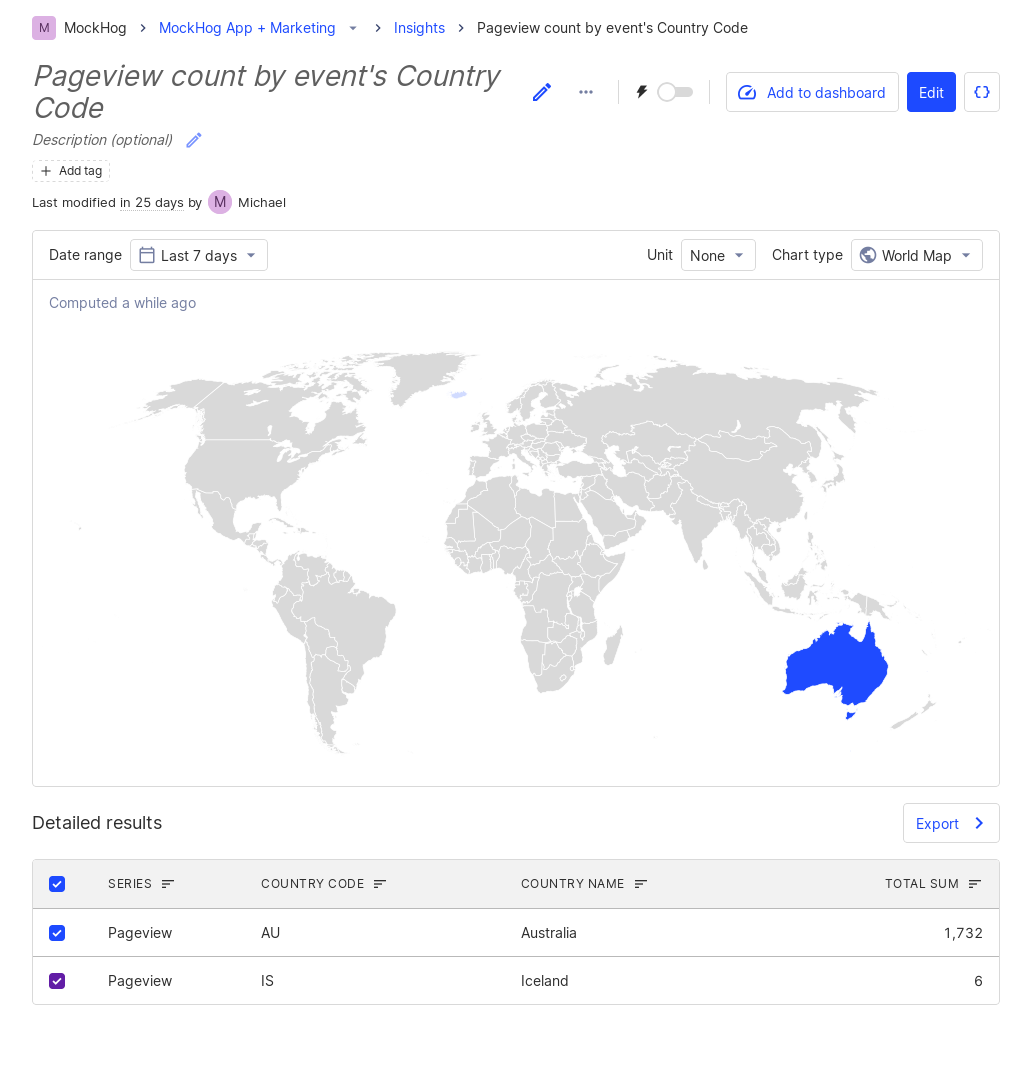 M MockHog MockHog App + Marketing Insights Pageview count by event's Country Code
Pageview count by event's Country
Code
Add to dashboard Edit
Description (optional)
Add tag
Last modified in 25 days by M Michael
Date range Last 7 days Unit None Chart type World Map
Computed a while ago
Detailed results Export
SERIES COUNTRY CODE COUNTRY NAME TOTAL SUM
Pageview AU Australia 1,732
Pageview IS Iceland 6